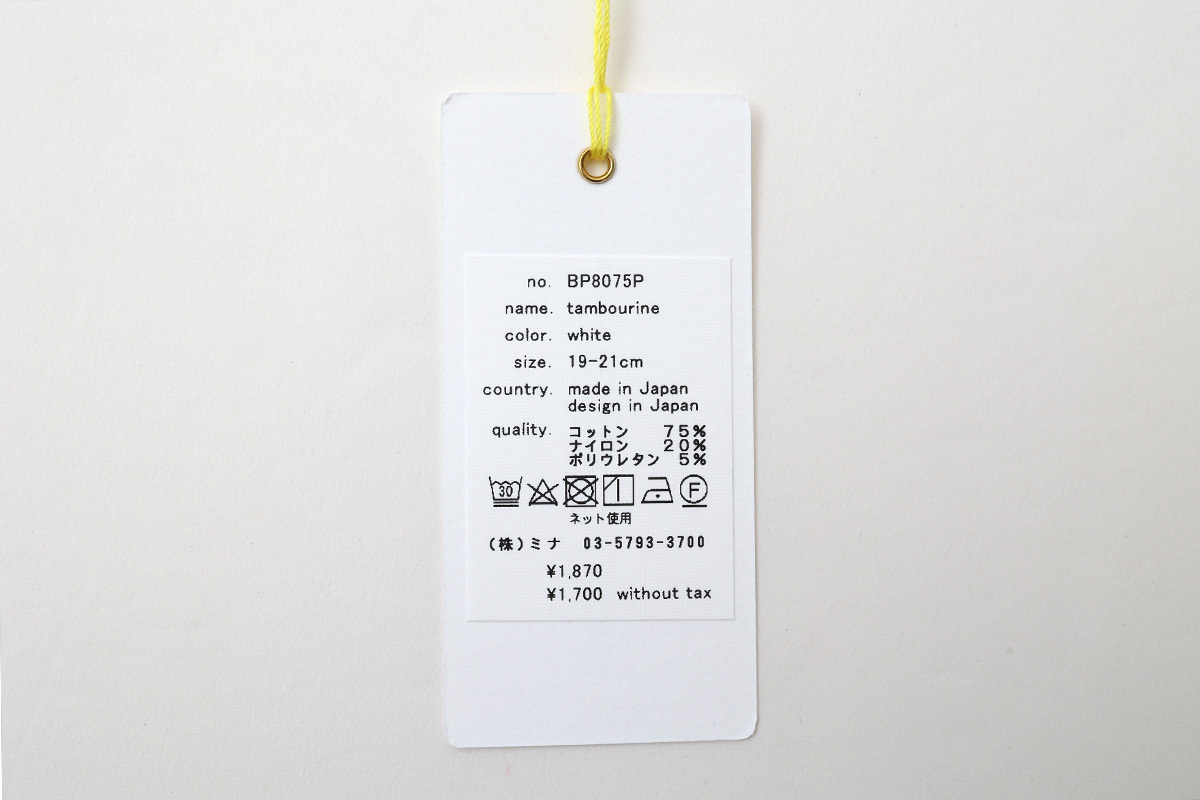 no. BP8075P
name. tambourine
color. white
size. 19-21cm
country. made in Japan
design in Japan
quality. コットン 75%
ナイロン 20%
ポリウレタン 5%
30 F
ネット使用
(株)ミナ 03-5793-3700
¥1,870
¥1,700 without tax